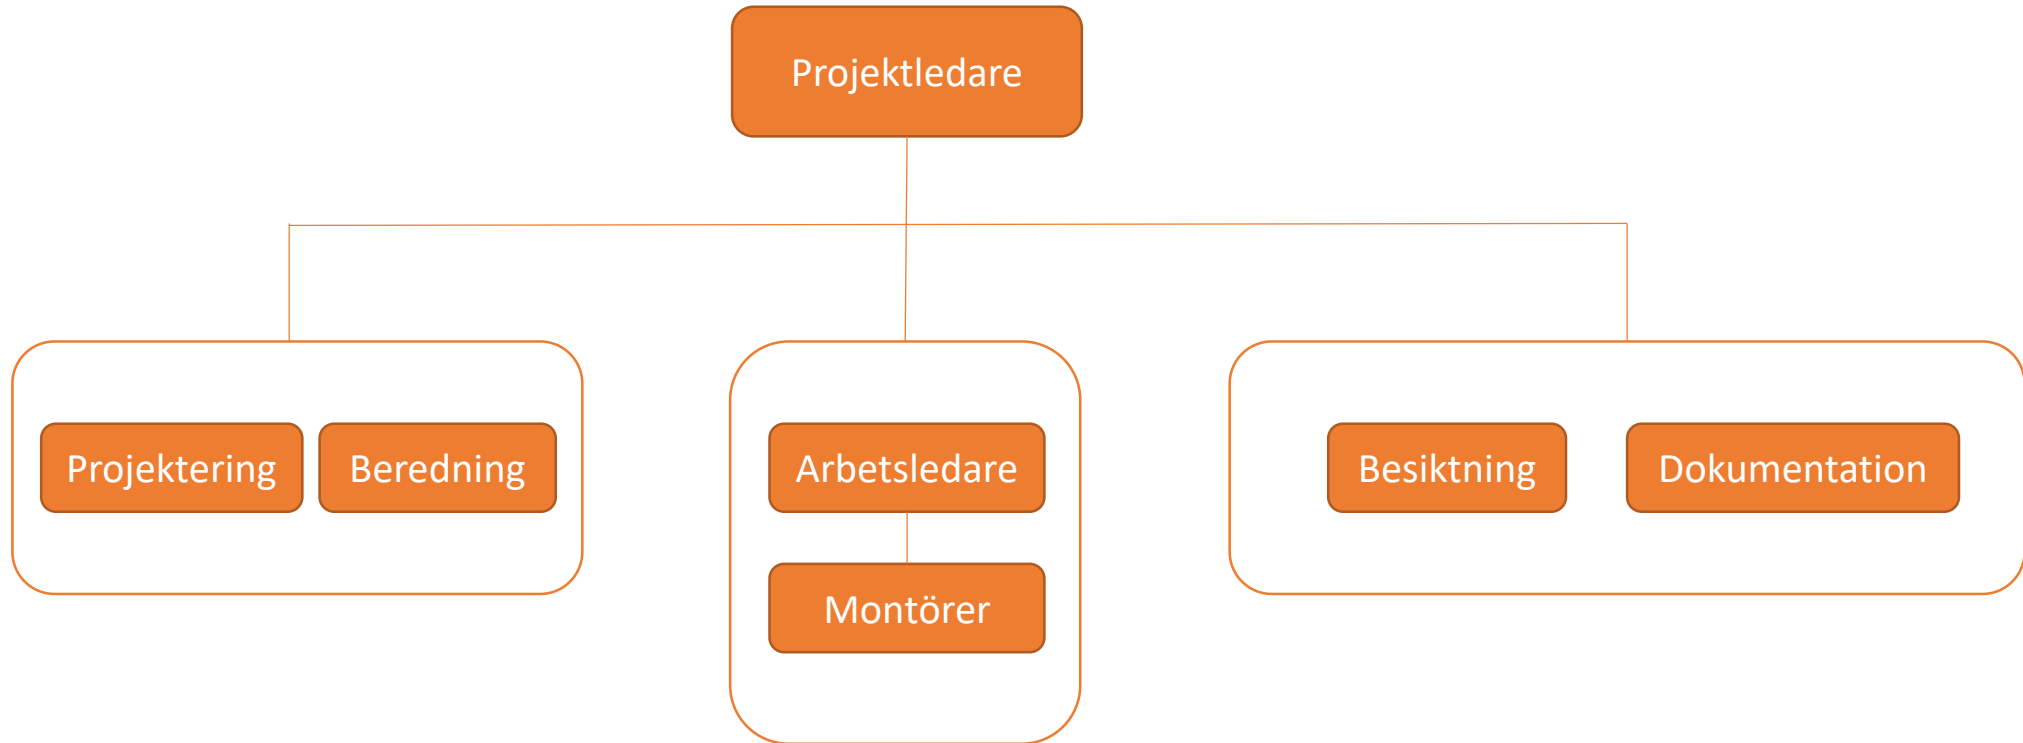 Projektledare
Projektering
Beredning
Arbetsledare
Montörer
Besiktning
Dokumentation